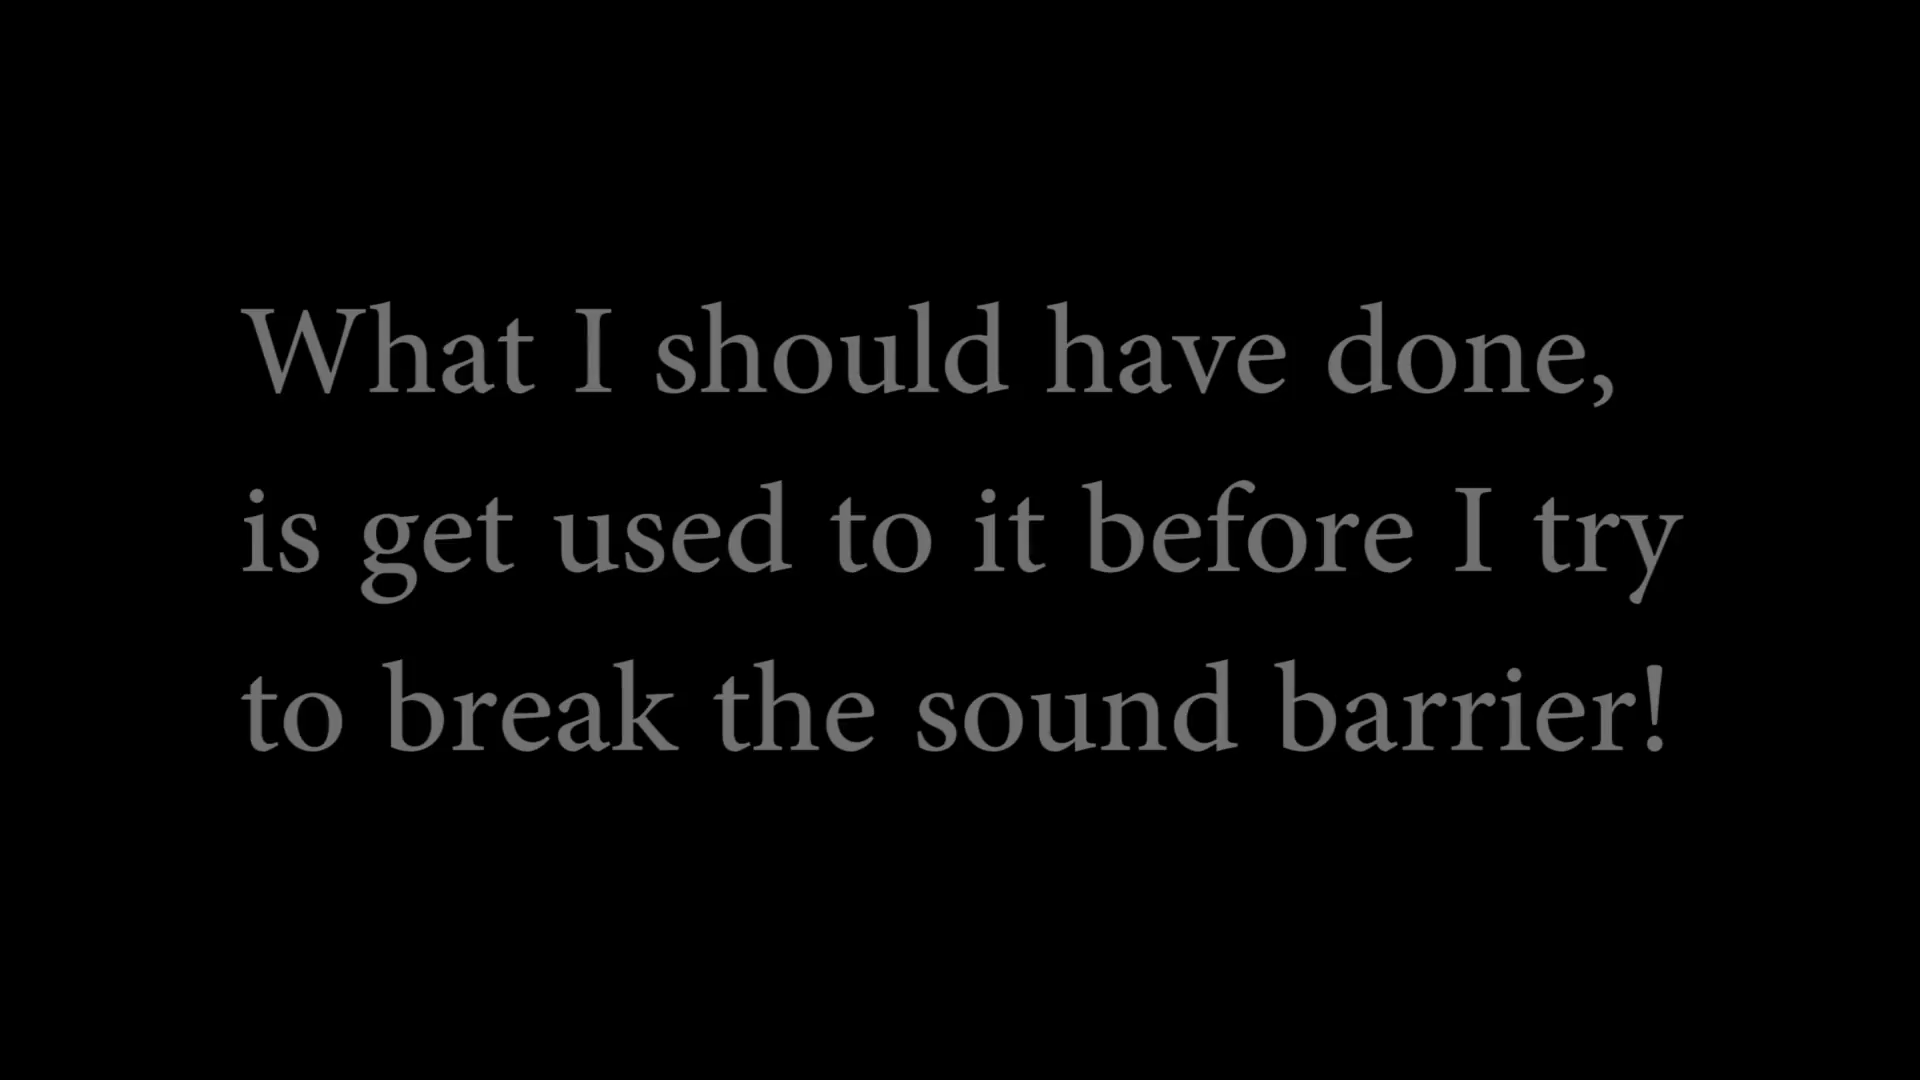 What I should have done,
is get used to it before I try
to break the sound barrier!